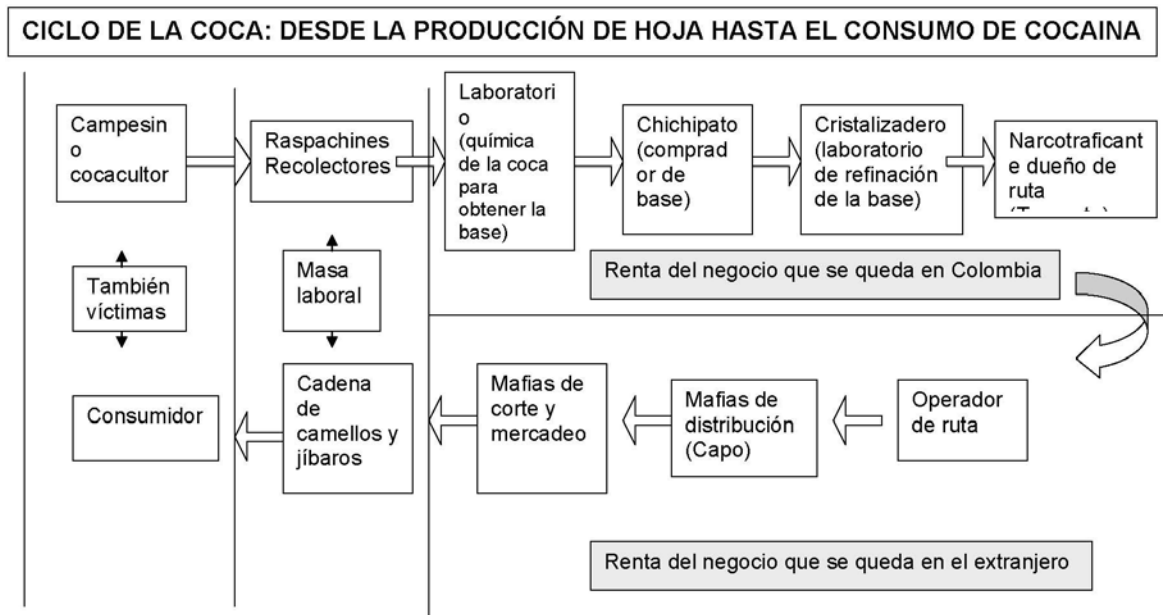 CICLO DE LA COCA: DESDE LA PRODUCCIÓN DE HOJA HASTA EL CONSUMO DE COCAINA
Campesin
o
cocacultor
Raspachines
Recolectores
Laboratori
o
(química
de la coca
para
obtener la
base)
Chichipato
(comprad
or de
base)
Cristalizadero
(laboratorio
de refinación
de la base)
Narcotraficant
e dueño de
ruta
También
víctimas
Masa
laboral
Renta del negocio que se queda en Colombia
Consumidor
Cadena
de
camellos y
jíbaros
Mafias de
corte y
mercadeo
Mafias de
distribución
(Capo)
Operador
de ruta
Renta del negocio que se queda en el extranjero